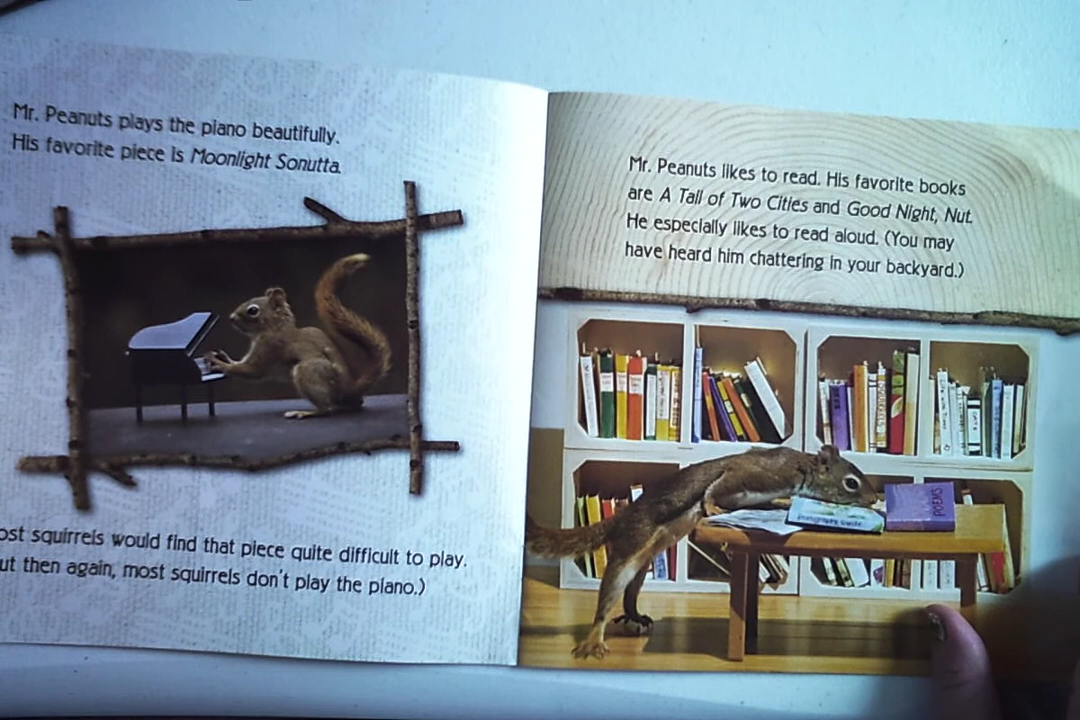 Mr. Peanuts plays the piano beautifully.
His favorite piece is Moonlight Sonutta.
ost squirrels would find that piece quite difficult to play.
ut then again, most squirrels don't play the piano.)
Mr. Peanuts likes to read. His favorite books
are A Tail of Two Cities and Good Night, Nut.
He especially likes to read aloud. (You may
have heard him chattering in your backyard.)
POEMS